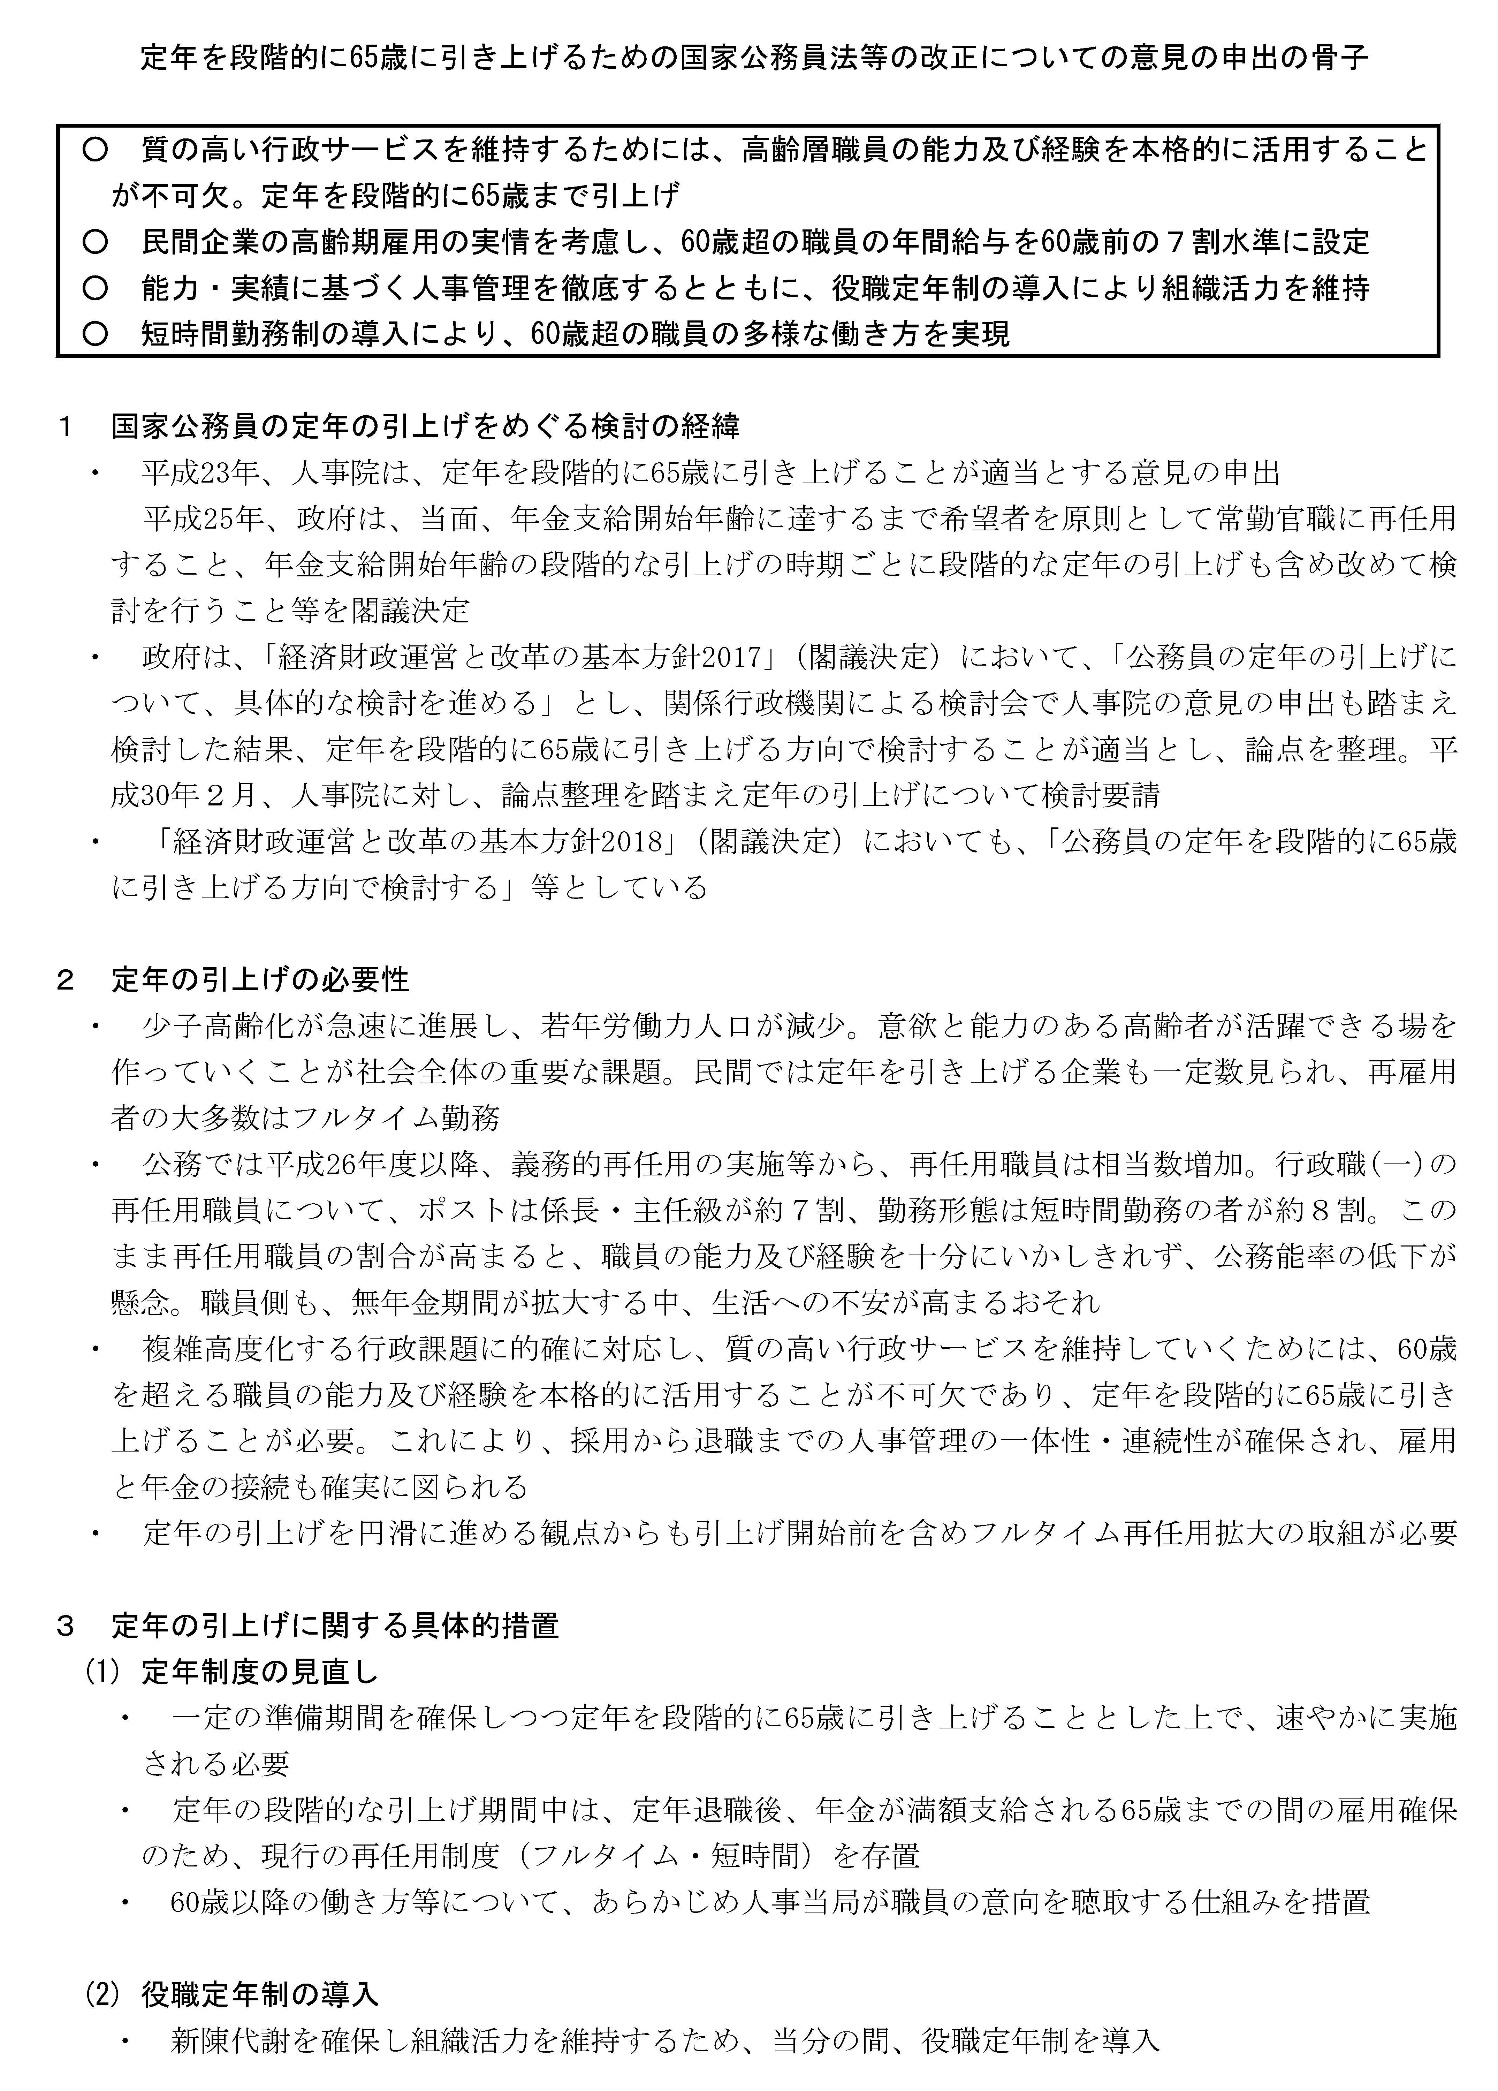 定年を段階的に65歳に引き上げるための国家公務員法等の改正についての意見の申出の骨子
○　質の高い行政サービスを維持するためには、高齢層職員の能力及び経験を本格的に活用すること
が不可欠。定年を段階的に65歳まで引上げ
○　民間企業の高齢期雇用の実情を考慮し、60歳超の職員の年間給与を60歳前の７割水準に設定
○　能力・実績に基づく人事管理を徹底するとともに、役職定年制の導入により組織活力を維持
○　短時間勤務制の導入により、60歳超の職員の多様な働き方を実現
１　国家公務員の定年の引上げをめぐる検討の経緯
・　平成23年、人事院は、定年を段階的に65歳に引き上げることが適当とする意見の申出
平成25年、政府は、当面、年金支給開始年齢に達するまで希望者を原則として常勤官職に再任用
すること、年金支給開始年齢の段階的な引上げの時期ごとに段階的な定年の引上げも含め改めて検
討を行うこと等を閣議決定
・　政府は、「経済財政運営と改革の基本方針2017」（閣議決定）において、「公務員の定年の引上げに
ついて、具体的な検討を進める」とし、関係行政機関による検討会で人事院の意見の申出も踏まえ
検討した結果、定年を段階的に65歳に引き上げる方向で検討することが適当とし、論点を整理。平
成30年２月、人事院に対し、論点整理を踏まえ定年の引上げについて検討要請
・　「経済財政運営と改革の基本方針2018」（閣議決定）においても、「公務員の定年を段階的に65歳
に引き上げる方向で検討する」等としている
２　定年の引上げの必要性
・　少子高齢化が急速に進展し、若年労働力人口が減少。意欲と能力のある高齢者が活躍できる場を
作っていくことが社会全体の重要な課題。民間では定年を引き上げる企業も一定数見られ、再雇用
者の大多数はフルタイム勤務
・　公務では平成26年度以降、義務的再任用の実施等から、再任用職員は相当数増加。行政職(一)の
再任用職員について、ポストは係長・主任級が約７割、勤務形態は短時間勤務の者が約８割。この
まま再任用職員の割合が高まると、職員の能力及び経験を十分にいかしきれず、公務能率の低下が
懸念。職員側も、無年金期間が拡大する中、生活への不安が高まるおそれ
・　複雑高度化する行政課題に的確に対応し、質の高い行政サービスを維持していくためには、60歳
を超える職員の能力及び経験を本格的に活用することが不可欠であり、定年を段階的に65歳に引き
上げることが必要。これにより、採用から退職までの人事管理の一体性・連続性が確保され、雇用
と年金の接続も確実に図られる
・　定年の引上げを円滑に進める観点からも引上げ開始前を含めフルタイム再任用拡大の取組が必要
３　定年の引上げに関する具体的措置
(1) 定年制度の見直し
・　一定の準備期間を確保しつつ定年を段階的に65歳に引き上げることとした上で、速やかに実施
される必要
・　定年の段階的な引上げ期間中は、定年退職後、年金が満額支給される65歳までの間の雇用確保
のため、現行の再任用制度（フルタイム・短時間）を存置
・　60歳以降の働き方等について、あらかじめ人事当局が職員の意向を聴取する仕組みを措置
(2) 役職定年制の導入
・　新陳代謝を確保し組織活力を維持するため、当分の間、役職定年制を導入